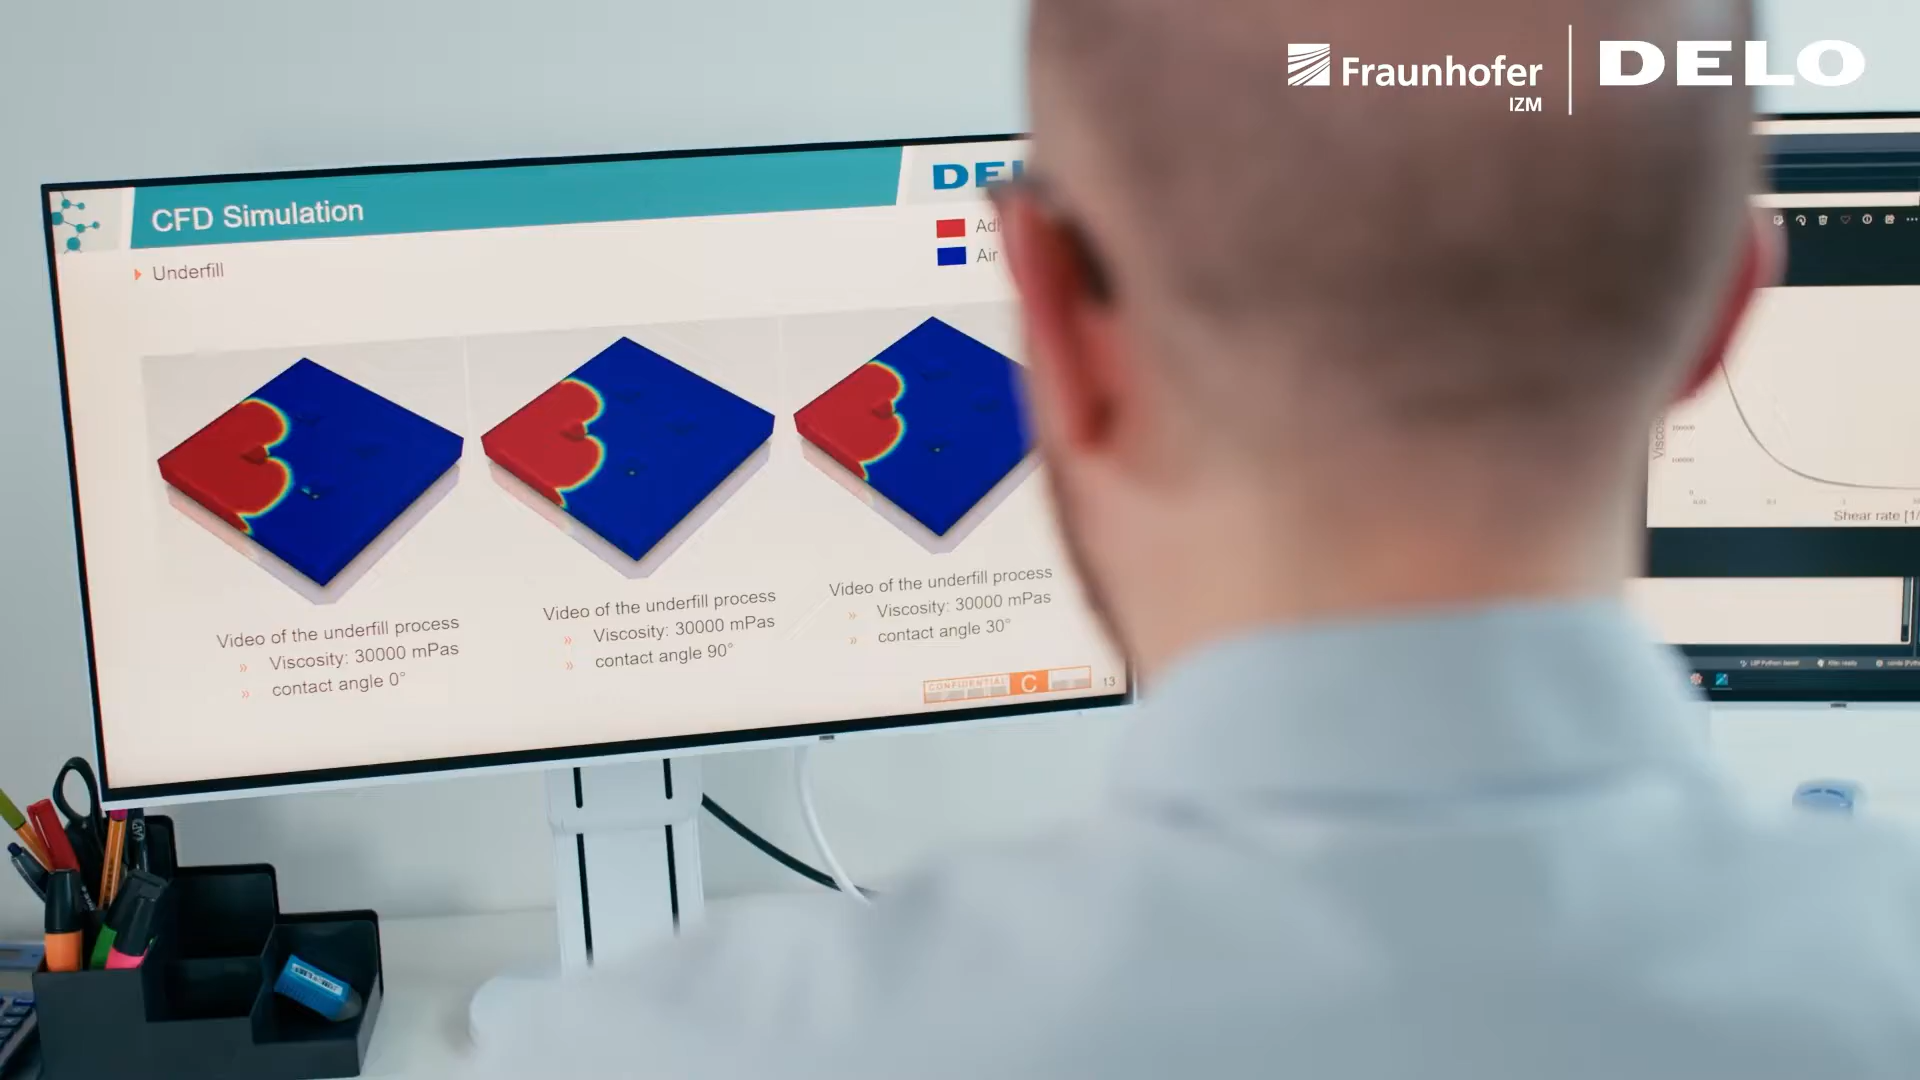 Fraunhofer
IZM
DELO
CFD Simulation
Underfill
Air
Video of the underfill process
Viscosity: 30000 mPas
contact angle 0°
Video of the underfill process
Viscosity: 30000 mPas
contact angle 90°
Video of the underfill process
Viscosity: 30000 mPas
contact angle 30°
CONFIDENTIAL
C
13
Shear rate